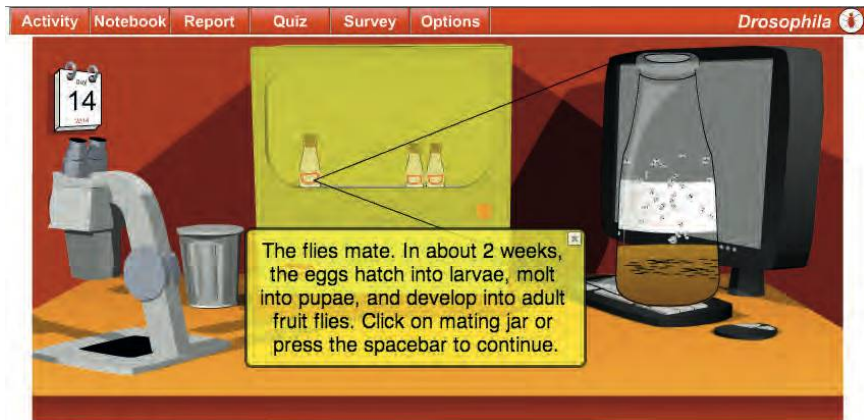 Activity Notebook Report Quiz Survey Options Drosophila
14
The flies mate. In about 2 weeks,
the eggs hatch into larvae, molt
into pupae, and develop into adult
fruit flies. Click on mating jar or
press the spacebar to continue.